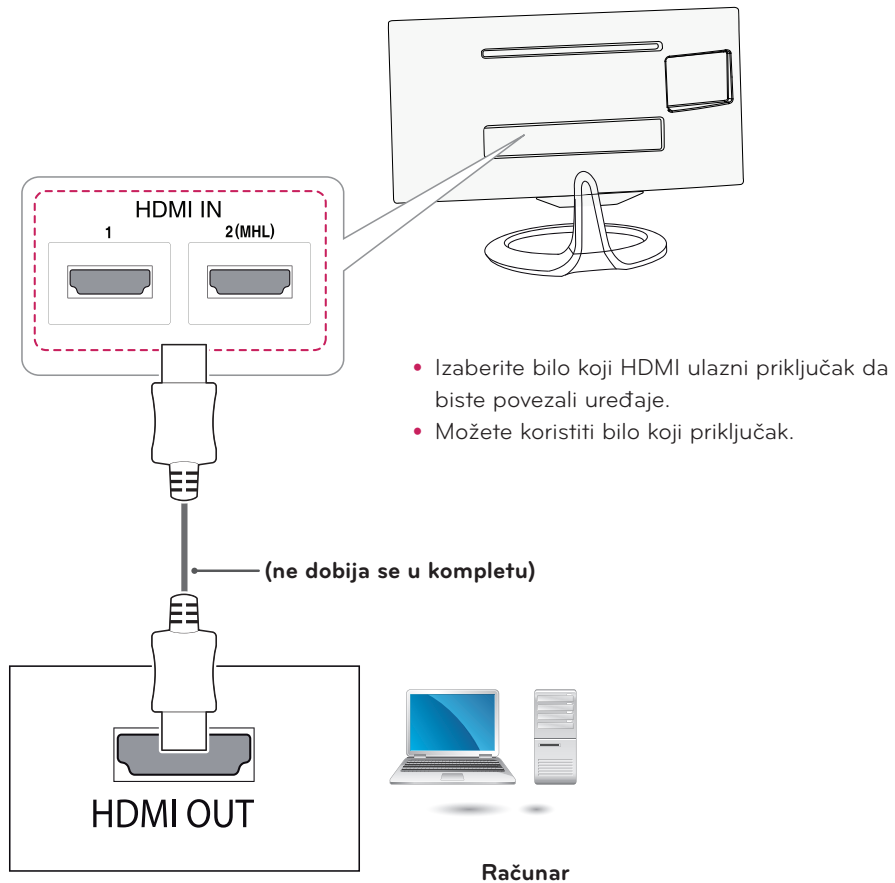 HDMI IN
1 2(MHL)
• Izaberite bilo koji HDMI ulazni priključak da
biste povezali uređaje.
• Možete koristiti bilo koji priključak.
(ne dobija se u kompletu)
HDMI OUT
Računar